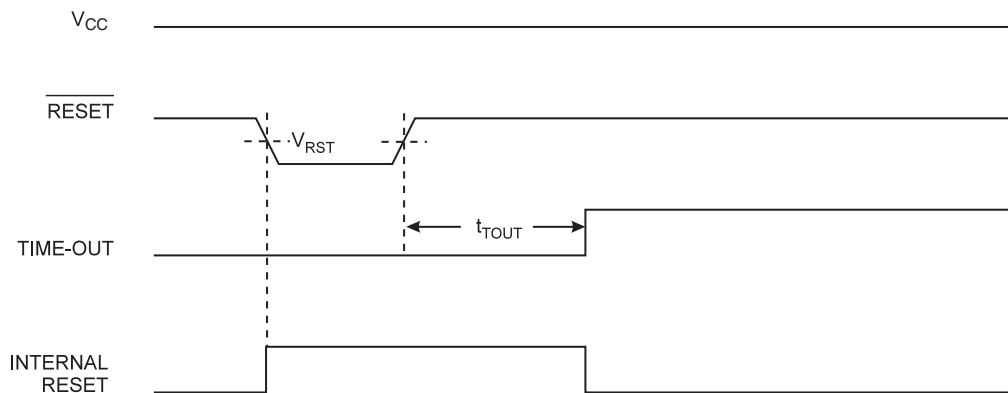 VCC
RESET
VRST
tTOUT
TIME-OUT
INTERNAL
RESET